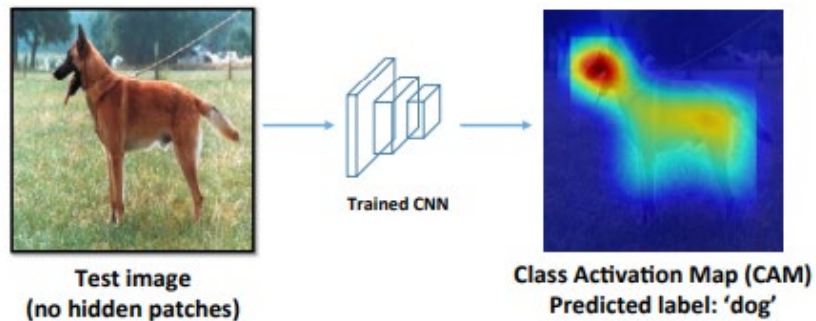 Trained CNN
Test image
(no hidden patches)
Class Activation Map (CAM)
Predicted label: ‘dog’